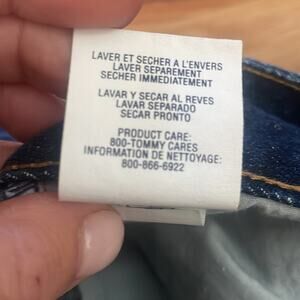 LAVER ET SECHER A L'ENVERS
LAVER SEPAREMENT
SECHER IMMEDIATEMENT
LAVAR Y SECAR AL REVES
LAVAR SEPARADO
SECAR PRONTO
PRODUCT CARE:
800-TOMMY CARES
INFORMATION DE NETTOYAGE:
800-866-6922